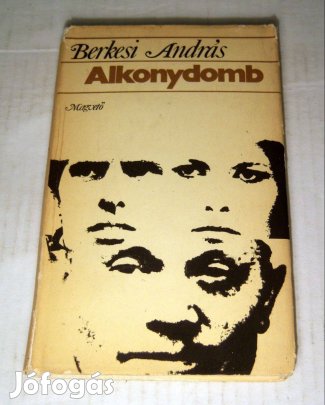 Berkesi András
Alkonydomb
Magvető
Jófogás